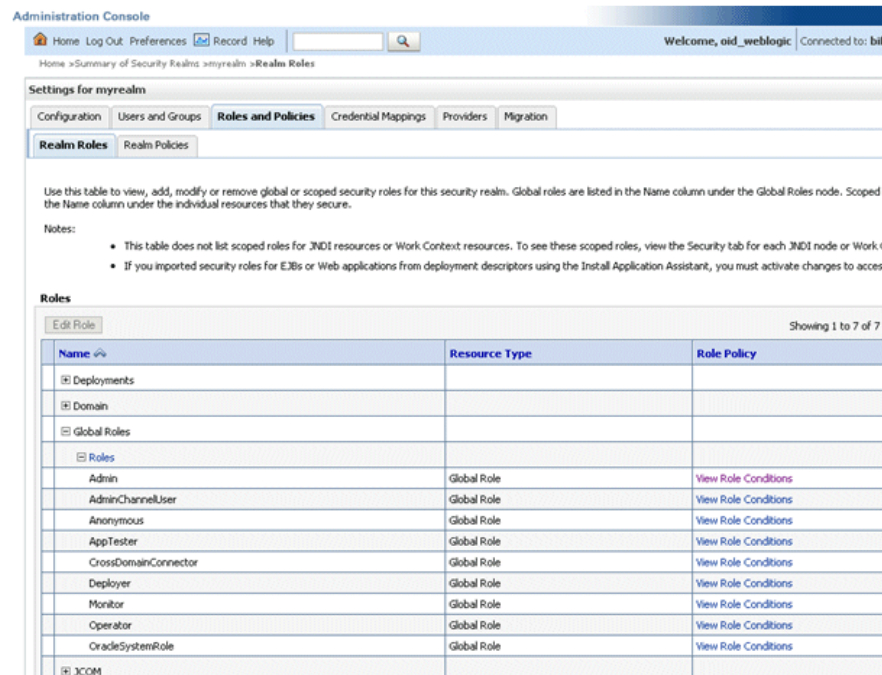 Administration Console
Home Log Out Preferences Record Help
Welcome, oid_weblogic Connected to:
Home >Summary of Security Realms >myrealm >Realm Roles
Settings for myrealm
Configuration Users and Groups Roles and Policies Credential Mappings Providers Migration
Realm Roles Realm Policies
Use this table to view, add, modify or remove global or scoped security roles for this security realm. Global roles are listed in the Name column under the Global Roles node. Scoped
the Name column under the individual resources that they secure.
Notes:
• This table does not list scoped roles for JNDI resources or Work Context resources. To see these scoped roles, view the Security tab for each JNDI node or Work
• If you imported security roles for EJBs or Web applications from deployment descriptors using the Install Application Assistant, you must activate changes to acces
Roles
Edit Role
Showing 1 to 7 of 7
Name Resource Type Role Policy
Deployments
Domain
Global Roles
Roles
Admin Global Role View Role Conditions
AdminChannelUser Global Role View Role Conditions
Anonymous Global Role View Role Conditions
AppTester Global Role View Role Conditions
CrossDomainConnector Global Role View Role Conditions
Deployer Global Role View Role Conditions
Monitor Global Role View Role Conditions
Operator Global Role View Role Conditions
OracleSystemRole Global Role View Role Conditions
JCOM